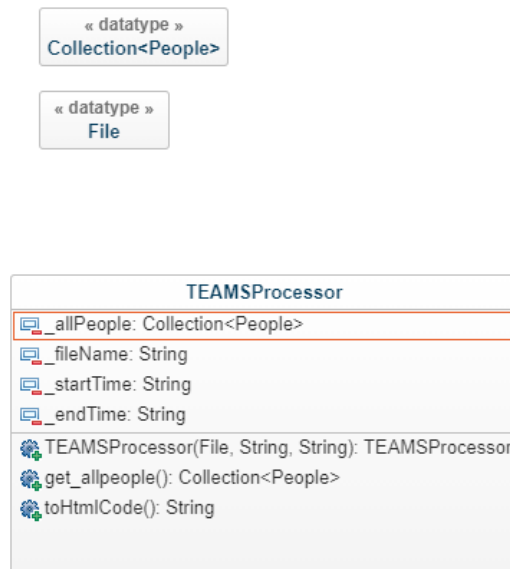 « datatype »
Collection<People>
« datatype »
File
TEAMSProcessor
_allPeople: Collection<People>
_fileName: String
_startTime: String
_endTime: String
TEAMSProcessor(File, String, String): TEAMSProcessor
get_allpeople(): Collection<People>
toHtmlCode(): String